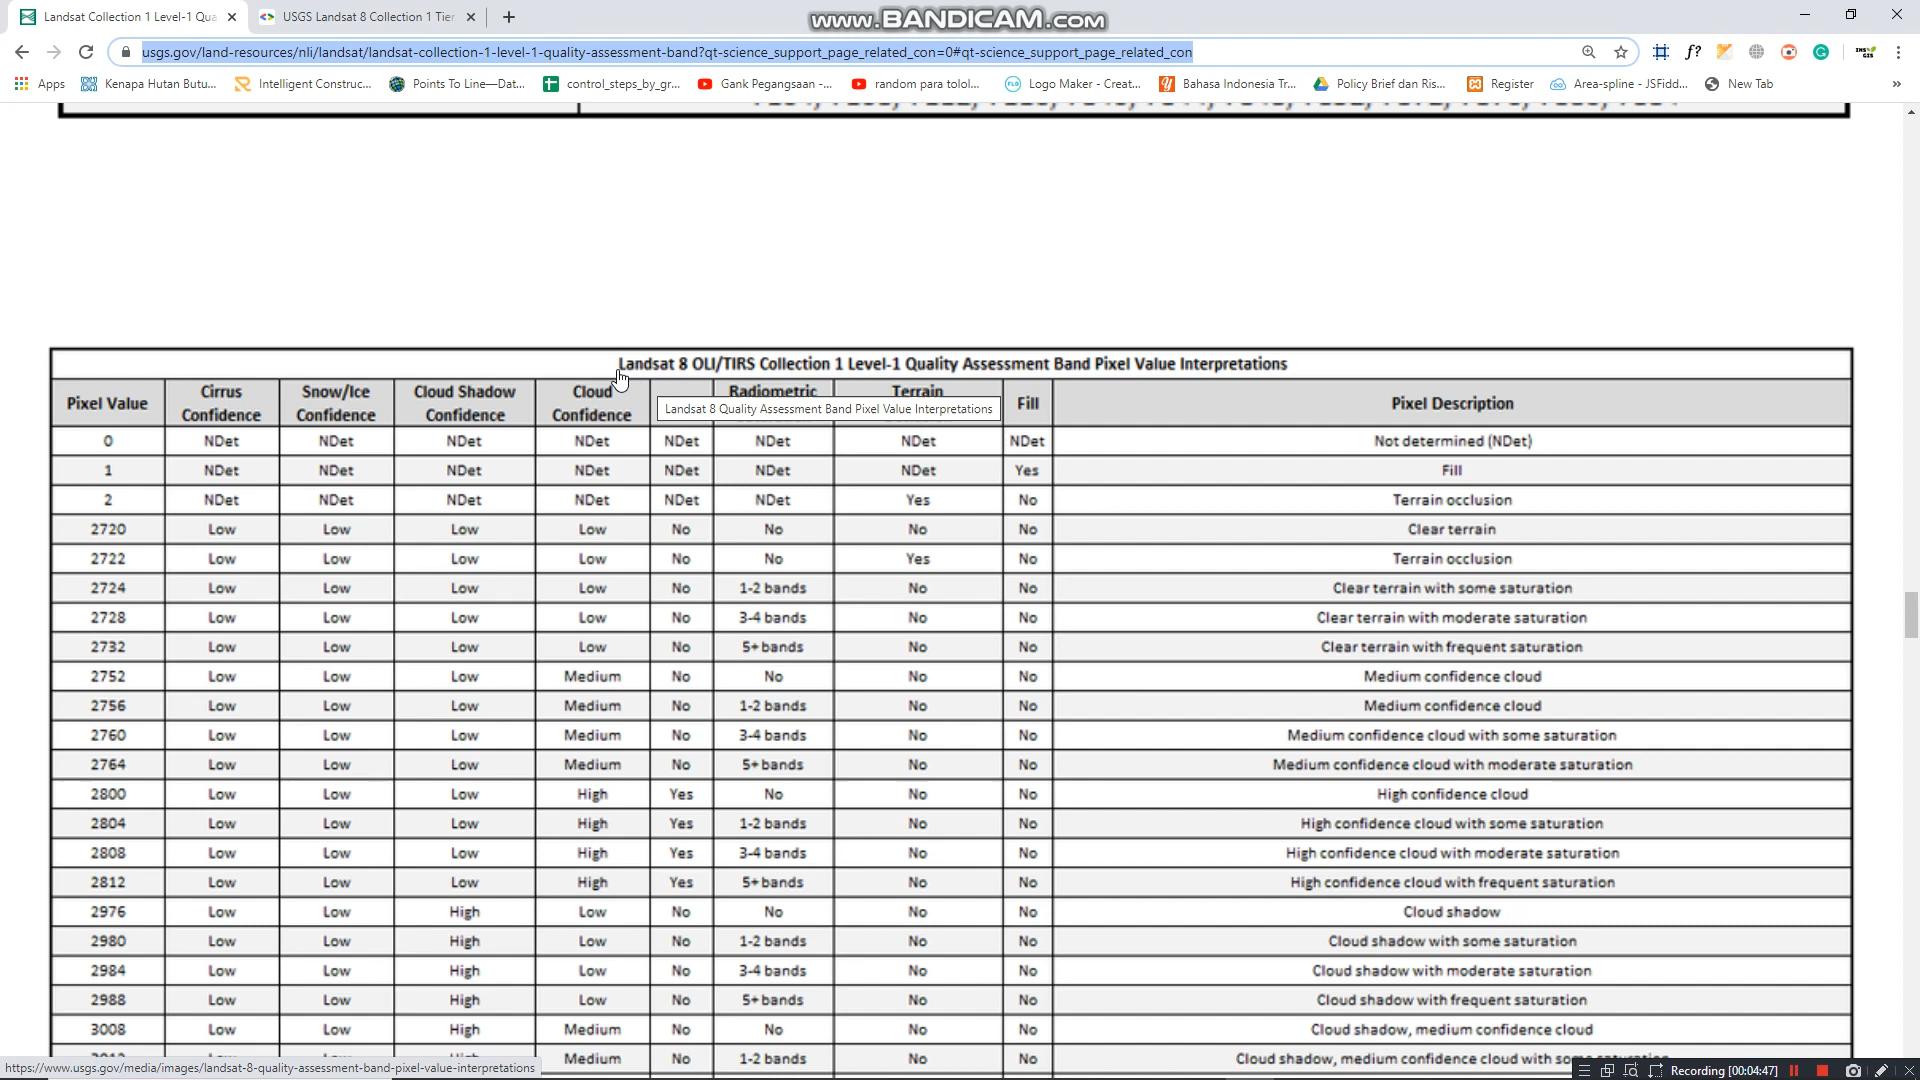 Landsat Collection 1 Level-1 Qua
USGS Landsat 8 Collection 1 Tier
www.BANDICAM.com
usgs.gov/land-resources/nli/landsat/landsat-collection-1-level-1-quality-assessment-band?qt-science_support_page_related_con=0#qt-science_support_page_related_con
Apps Kenapa Hutan Butu... Intelligent Construc... Points To Line—Dat... control_steps_by_gr... Gank Pegangsaan -... random para tolol... Logo Maker - Creat... Bahasa Indonesia Tr... Policy Brief dan Ris... Register Area-spline - JSFidd... New Tab »
Landsat 8 OLI/TIRS Collection 1 Level-1 Quality Assessment Band Pixel Value Interpretations
Pixel Value Cirrus Confidence Snow/Ice Confidence Cloud Shadow Confidence Cloud Confidence Radiometric Terrain Fill Pixel Description
Landsat 8 Quality Assessment Band Pixel Value Interpretations
0 NDet NDet NDet NDet NDet NDet NDet NDet Not determined (NDet)
1 NDet NDet NDet NDet NDet NDet NDet Yes Fill
2 NDet NDet NDet NDet NDet NDet Yes No Terrain occlusion
2720 Low Low Low Low No No No No Clear terrain
2722 Low Low Low Low No No Yes No Terrain occlusion
2724 Low Low Low Low No 1-2 bands No No Clear terrain with some saturation
2728 Low Low Low Low No 3-4 bands No No Clear terrain with moderate saturation
2732 Low Low Low Low No 5+ bands No No Clear terrain with frequent saturation
2752 Low Low Low Medium No No No No Medium confidence cloud
2756 Low Low Low Medium No 1-2 bands No No Medium confidence cloud
2760 Low Low Low Medium No 3-4 bands No No Medium confidence cloud with some saturation
2764 Low Low Low Medium No 5+ bands No No Medium confidence cloud with moderate saturation
2800 Low Low Low High Yes No No No High confidence cloud
2804 Low Low Low High Yes 1-2 bands No No High confidence cloud with some saturation
2808 Low Low Low High Yes 3-4 bands No No High confidence cloud with moderate saturation
2812 Low Low Low High Yes 5+ bands No No High confidence cloud with frequent saturation
2976 Low Low High Low No No No No Cloud shadow
2980 Low Low High Low No 1-2 bands No No Cloud shadow with some saturation
2984 Low Low High Low No 3-4 bands No No Cloud shadow with moderate saturation
2988 Low Low High Low No 5+ bands No No Cloud shadow with frequent saturation
3008 Low Low High Medium No No No No Cloud shadow, medium confidence cloud
Medium No 1-2 bands No No Cloud shadow, medium confidence cloud with
https://www.usgs.gov/media/images/landsat-8-quality-assessment-band-pixel-value-interpretations
Recording [00:04:47]